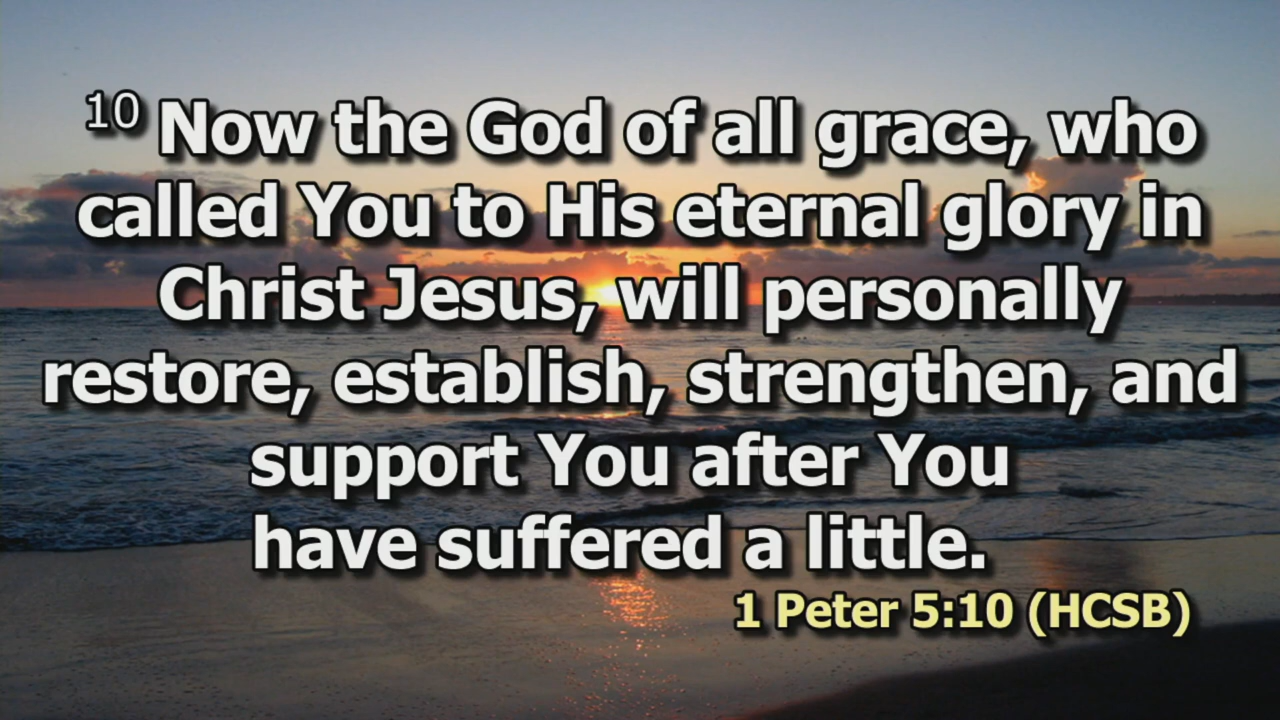 10 Now the God of all grace, who
called You to His eternal glory in
Christ Jesus, will personally
restore, establish, strengthen, and
support You after You
have suffered a little.
1 Peter 5:10 (HCSB)